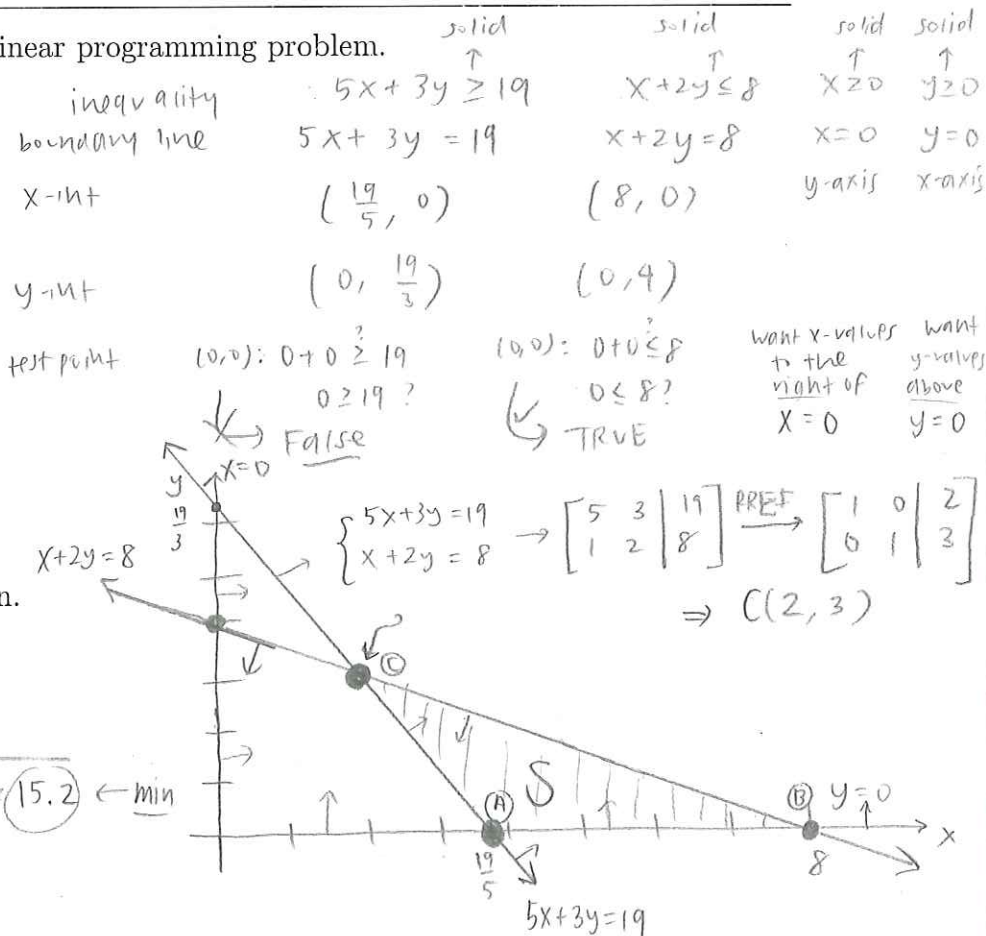 inear programming problem.
solid solid solid solid
↑ ↑ ↑ ↑
inequality : 5x+3y ≥ 19 x+2y ≤ 8 x≥0 y≥0
boundary line 5x+ 3y = 19 x+2y=8 x=0 y=0
x-int (19/5, 0) (8, 0) y-axis x-axis
y-int (0, 19/3) (0,4)
test point (0,0): 0+0 ≥? 19 (0,0): 0+0 ≤? 8 want x-values want
0≥19 ? 0≤ 8? to the y-values
right of above
False TRUE x=0 y=0
y x=0
19/3
{ 5x+3y=19 → [ 5 3 | 19 ] RREF → [ 1 0 | 2 ]
x+2y = 8 [ 1 2 | 8 ] [ 0 1 | 3 ]
x+2y=8
n.
⇒ C(2,3)
C
15.2 ← min
S
A B y=0
x
19/5 8
5x+3y=19